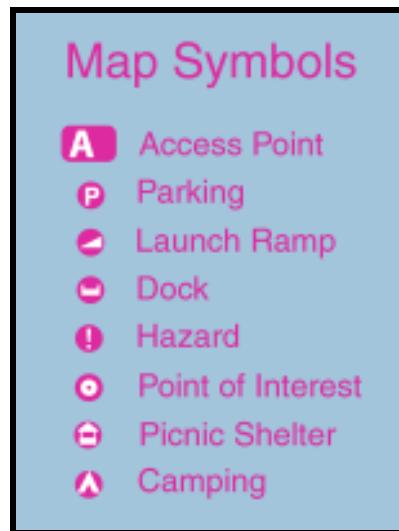 Map Symbols
A Access Point
P Parking
Launch Ramp
Dock
! Hazard
Point of Interest
Picnic Shelter
Camping